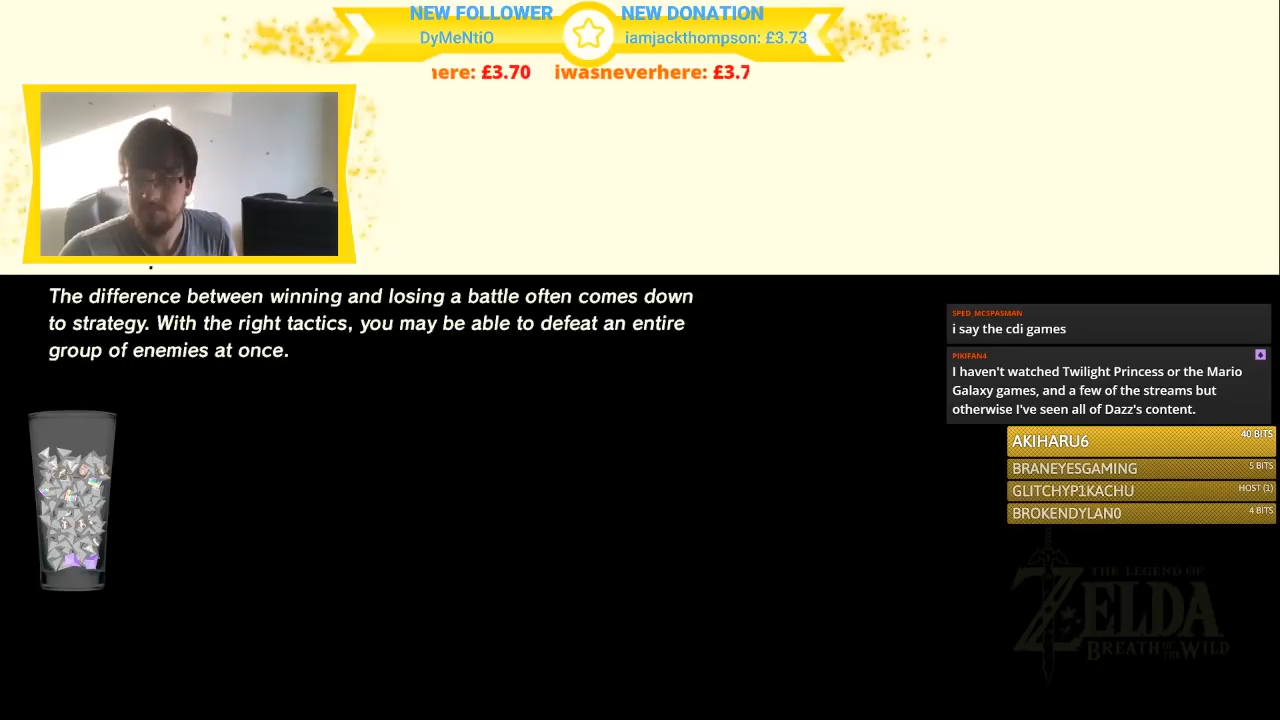 NEW FOLLOWER
NEW DONATION
DyMeNtiO
iamjackthompson: £3.73
here: £3.70 iwasneverhere: £3.7
The difference between winning and losing a battle often comes down
to strategy. With the right tactics, you may be able to defeat an entire
group of enemies at once.
SPED_MCSPASMAN
i say the cdi games
PIKIFAN4
I haven't watched Twilight Princess or the Mario
Galaxy games, and a few of the streams but
otherwise I've seen all of Dazz's content.
AKIHARU6 40 BITS
BRANEYESGAMING 5 BITS
GLITCHYP1KACHU HOST (1)
BROKENDYLAN0 4 BITS
THE LEGEND OF
ZELDA
BREATH OF THE WILD